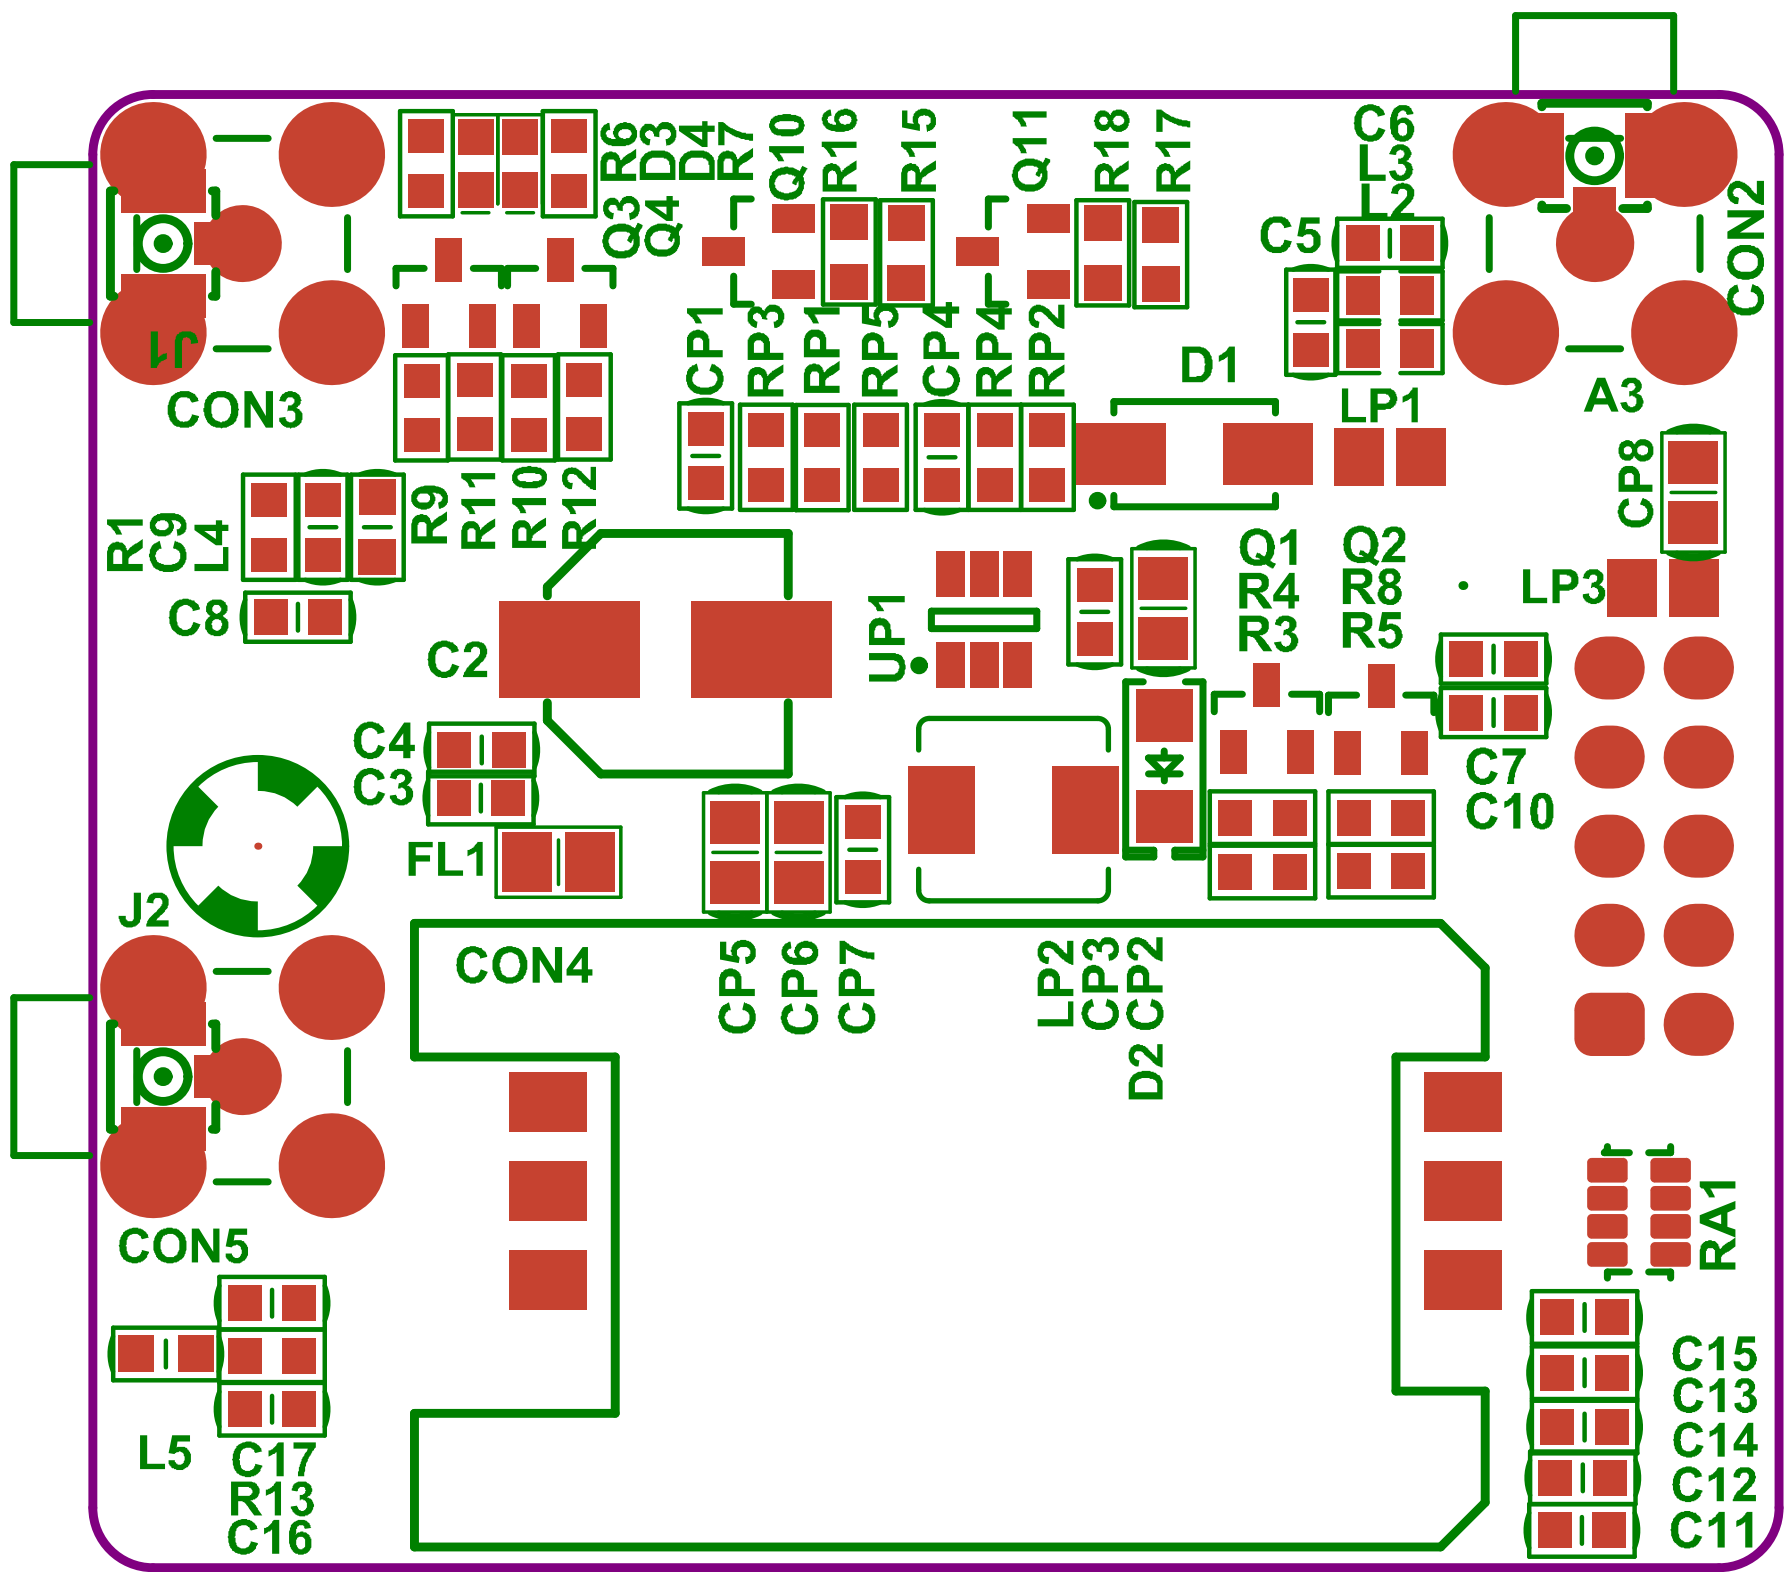 R6
D3
D4
R7
Q10
R16
R15
Q11
R18
R17
C6
L3
L2
C5
CON2
Q3
Q4
J1
CON3
CP1
RP3
RP1
RP5
CP4
RP4
RP2
D1
LP1
A3
CP8
R1
C9
L4
R9
R11
R10
R12
C8
C2
UP1
Q1
R4
R3
Q2
R8
R5
LP3
C4
C3
FL1
C7
C10
J2
CON4
CP5
CP6
CP7
LP2
CP3
CP2
D2
CON5
RA1
L5
C17
R13
C16
C15
C13
C14
C12
C11